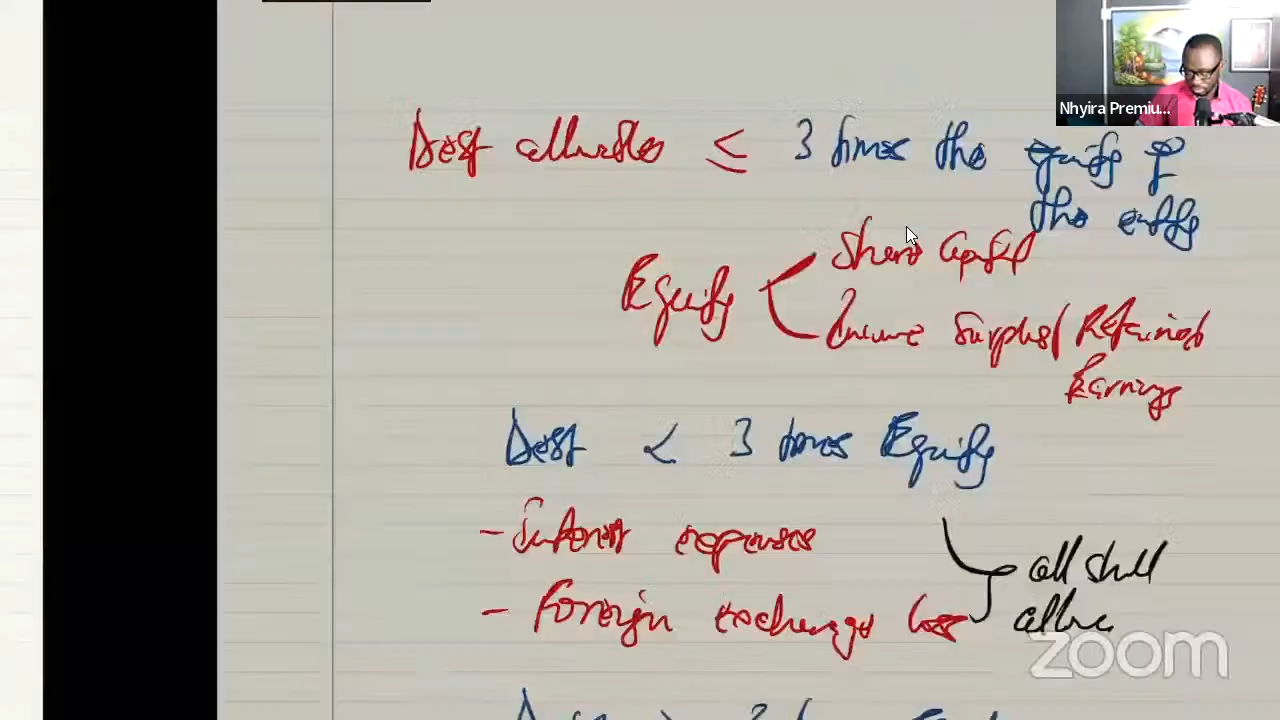 Nhyira Premiu...
Debt allowable ≤ 3 times the equity of
the entity
Equity
Share Capital
Income Surplus/ Retained
Earnings
Debt < 3 times Equity
- Interest expenses
- Foreign exchange loss
all shall
allow
zoom